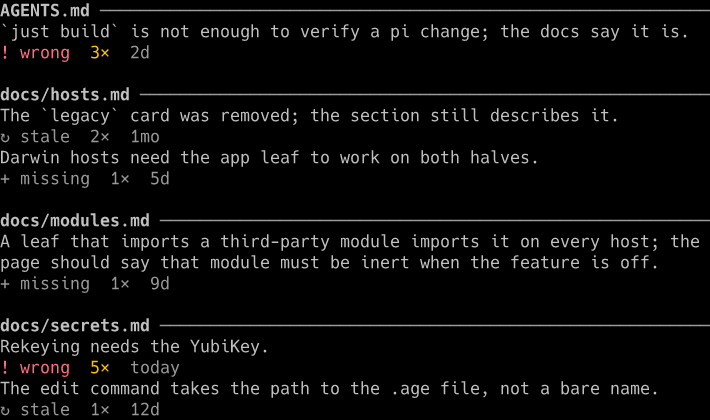 AGENTS.md
`just build` is not enough to verify a pi change; the docs say it is.
! wrong  3×  2d
docs/hosts.md
The `legacy` card was removed; the section still describes it.
↻ stale  2×  1mo
Darwin hosts need the app leaf to work on both halves.
+ missing  1×  5d
docs/modules.md
A leaf that imports a third-party module imports it on every host; the
page should say that module must be inert when the feature is off.
+ missing  1×  9d
docs/secrets.md
Rekeying needs the YubiKey.
! wrong  5×  today
The edit command takes the path to the .age file, not a bare name.
↻ stale  1×  12d